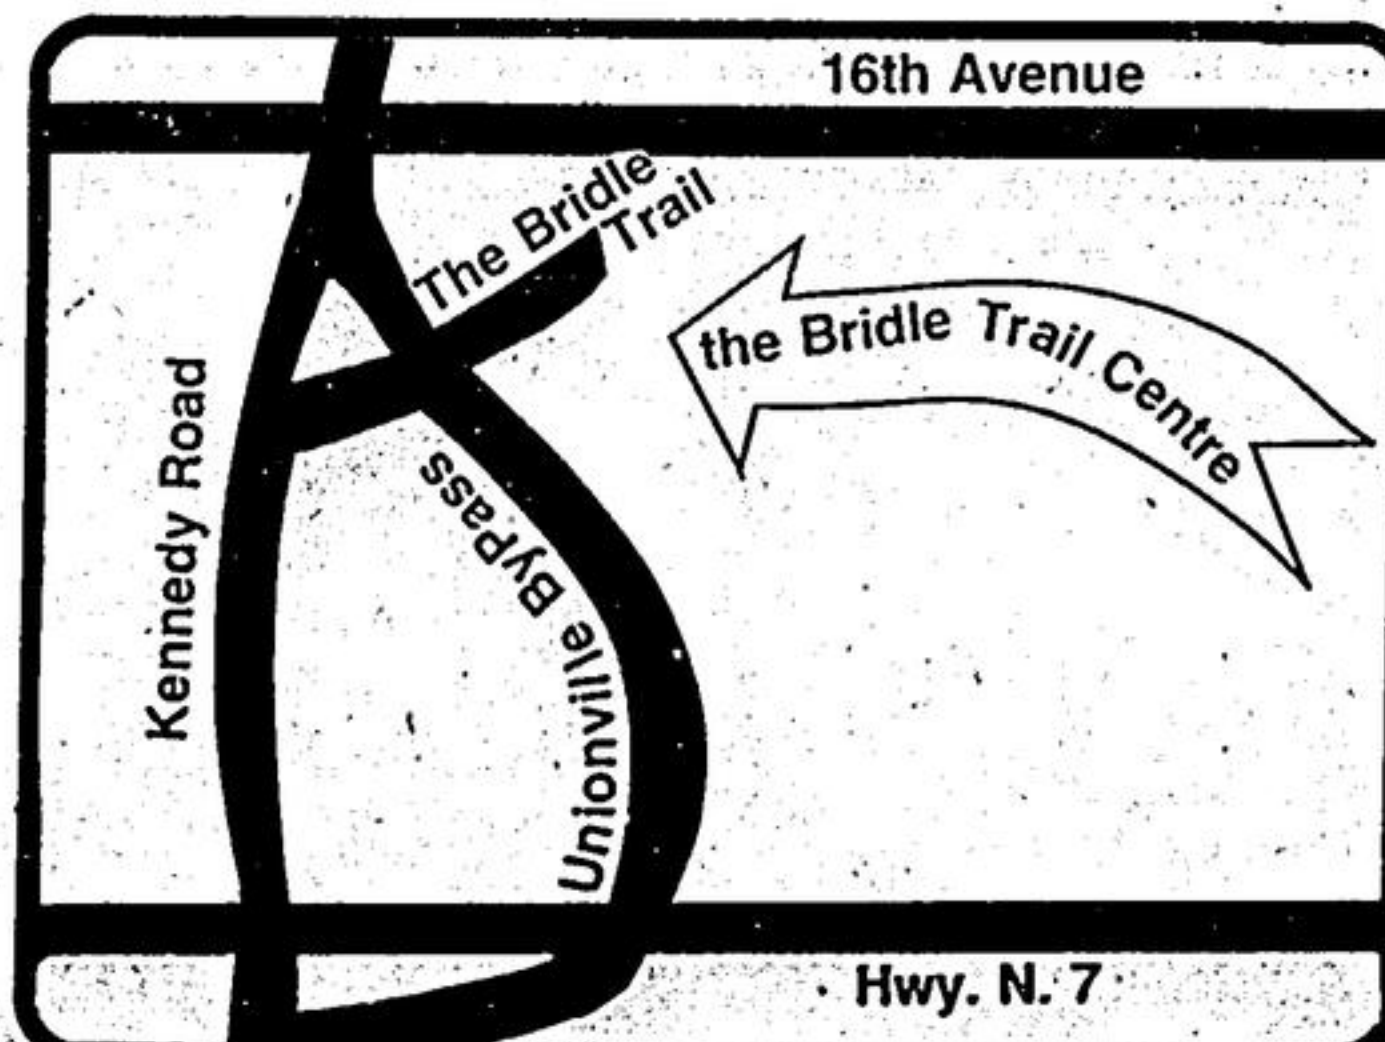 16th Avenue
The Bridle
Trail
the Bridle Trail Centre
Kennedy Road
Unionville ByPass
Hwy. N. 7